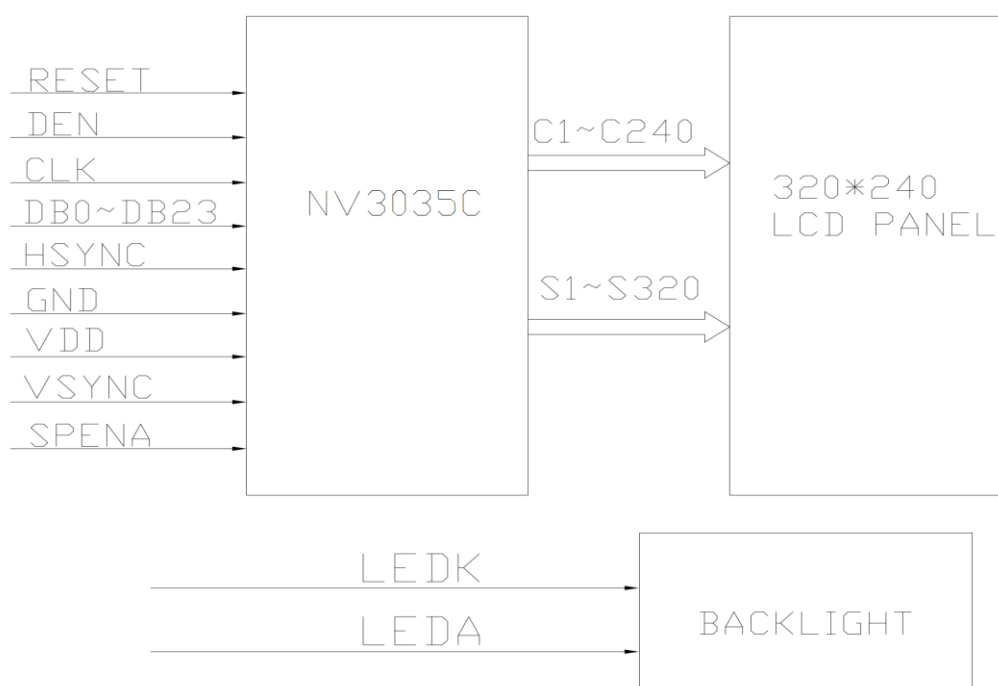 RESET
DEN
CLK
DB0~DB23
HSYNC
GND
VDD
VSYNC
SPENA
NV3035C
C1~C240
S1~S320
320*240
LCD PANEL
LEDK
LEDA
BACKLIGHT